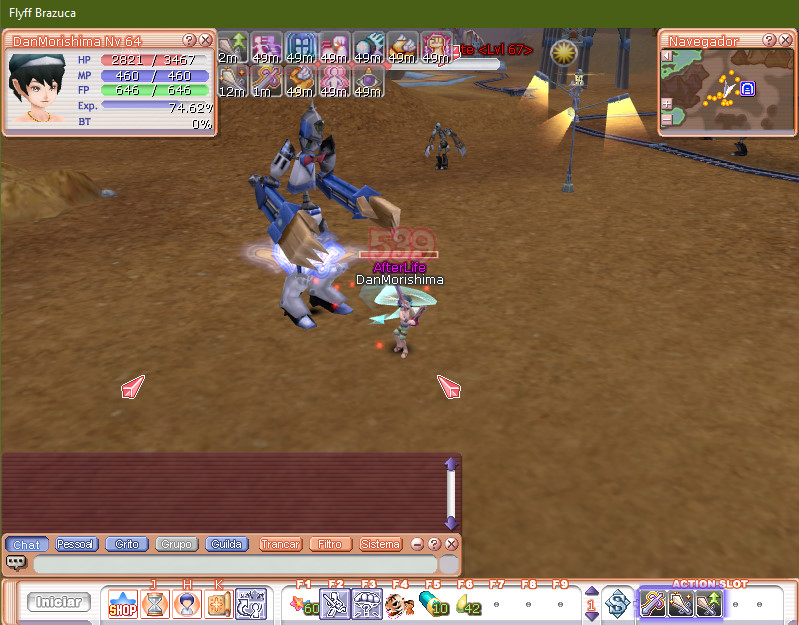 Flyff Brazuca
DanMorishima Nv 64
HP 2821 / 3467
MP 460 / 460
FP 646 / 646
Exp. 74.62%
BT 0%
2m 49m 49m 49m 49m 49m 49m
12m 1m 49m 49m 49m
<Lvl 67>
Navegador
539
AfterLife
DanMorishima
Chat Pessoal Grito Grupo Guilda Trancar Filtro Sistema
Iniciar
SHOP
J H K
F1 F2 F3 F4 F5 F6 F7 F8 F9
60 10 42
1
ACTION SLOT